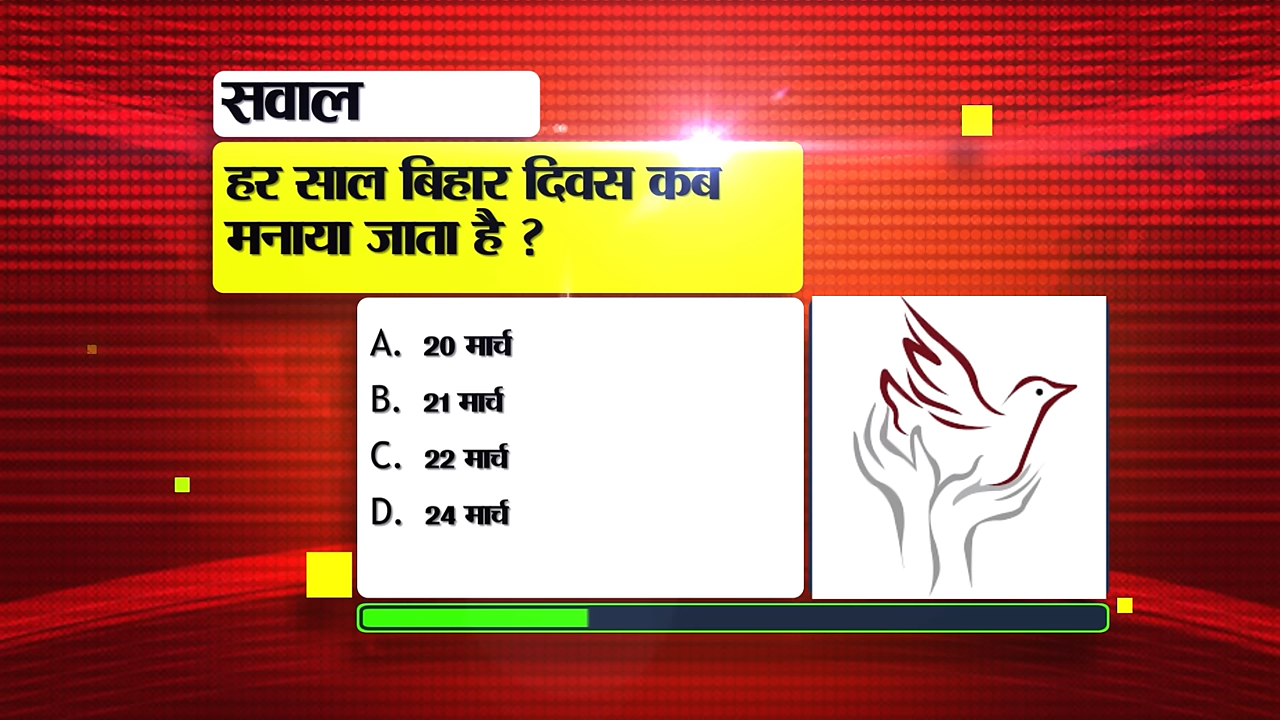 सवाल
हर साल बिहार दिवस कब
मनाया जाता है ?
A. 20 मार्च
B. 21 मार्च
C. 22 मार्च
D. 24 मार्च